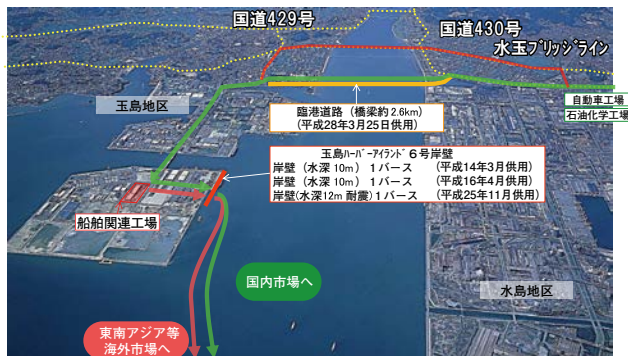 国道429号
国道430号
水玉ブリッジライン
玉島地区
臨港道路（橋梁約2.6km）
（平成28年3月25日供用）
自動車工場
石油化学工場
玉島ﾊｰﾊﾞｰｱｲﾗﾝﾄﾞ６号岸壁
岸壁（水深10m）１バース　（平成14年3月供用）
岸壁（水深10m）１バース　（平成16年4月供用）
岸壁(水深12m 耐震)１バース　（平成25年11月供用）
船舶関連工場
国内市場へ
水島地区
東南アジア等
海外市場へ